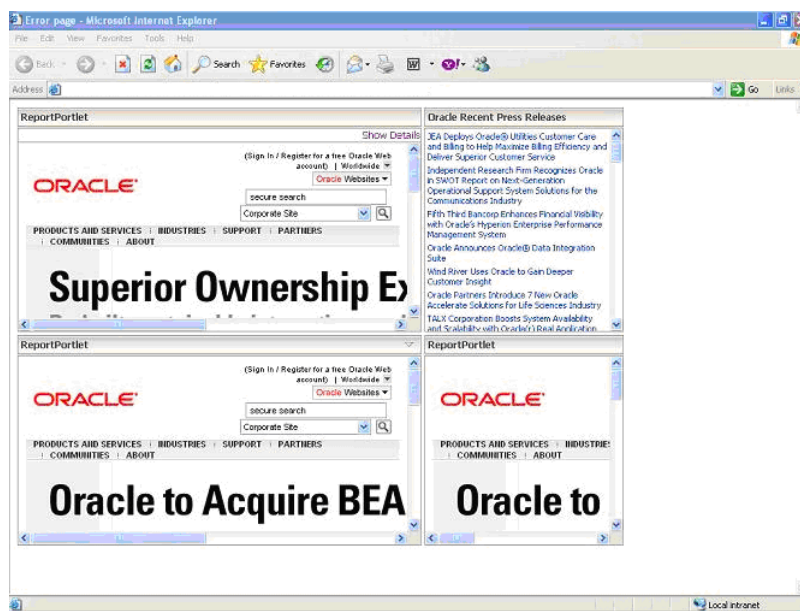 Error page - Microsoft Internet Explorer
File Edit View Favorites Tools Help
Back
Search
Favorites
Address
Go
Links
ReportPortlet
Show Details
(Sign In / Register for a free Oracle Web
account) | Worldwide
ORACLE
Oracle Websites
secure search
Corporate Site
PRODUCTS AND SERVICES INDUSTRIES SUPPORT PARTNERS
COMMUNITIES ABOUT
Superior Ownership Ex
Oracle Recent Press Releases
JEA Deploys Oracle® Utilities Customer Care
and Billing to Help Maximize Billing Efficiency and
Deliver Superior Customer Service
Independent Research Firm Recognizes Oracle
in SWOT Report on Next-Generation
Operational Support System Solutions for the
Communications Industry
Fifth Third Bancorp Enhances Financial Visibility
with Oracle's Hyperion Enterprise Performance
Management System
Oracle Announces Oracle® Data Integration
Suite
Wind River Uses Oracle to Gain Deeper
Customer Insight
Oracle Partners Introduce 7 New Oracle
Accelerate Solutions for Life Sciences Industry
TALX Corporation Boosts System Availability
and Scalability with Oracle(r) Real Application
ReportPortlet
(Sign In / Register for a free Oracle Web
account) | Worldwide
ORACLE
Oracle Websites
secure search
Corporate Site
PRODUCTS AND SERVICES INDUSTRIES SUPPORT PARTNERS
COMMUNITIES ABOUT
Oracle to Acquire BEA
ReportPortlet
ORACLE
PRODUCTS AND SERVICES INDUSTRIES
COMMUNITIES ABOUT
Oracle to
Local intranet